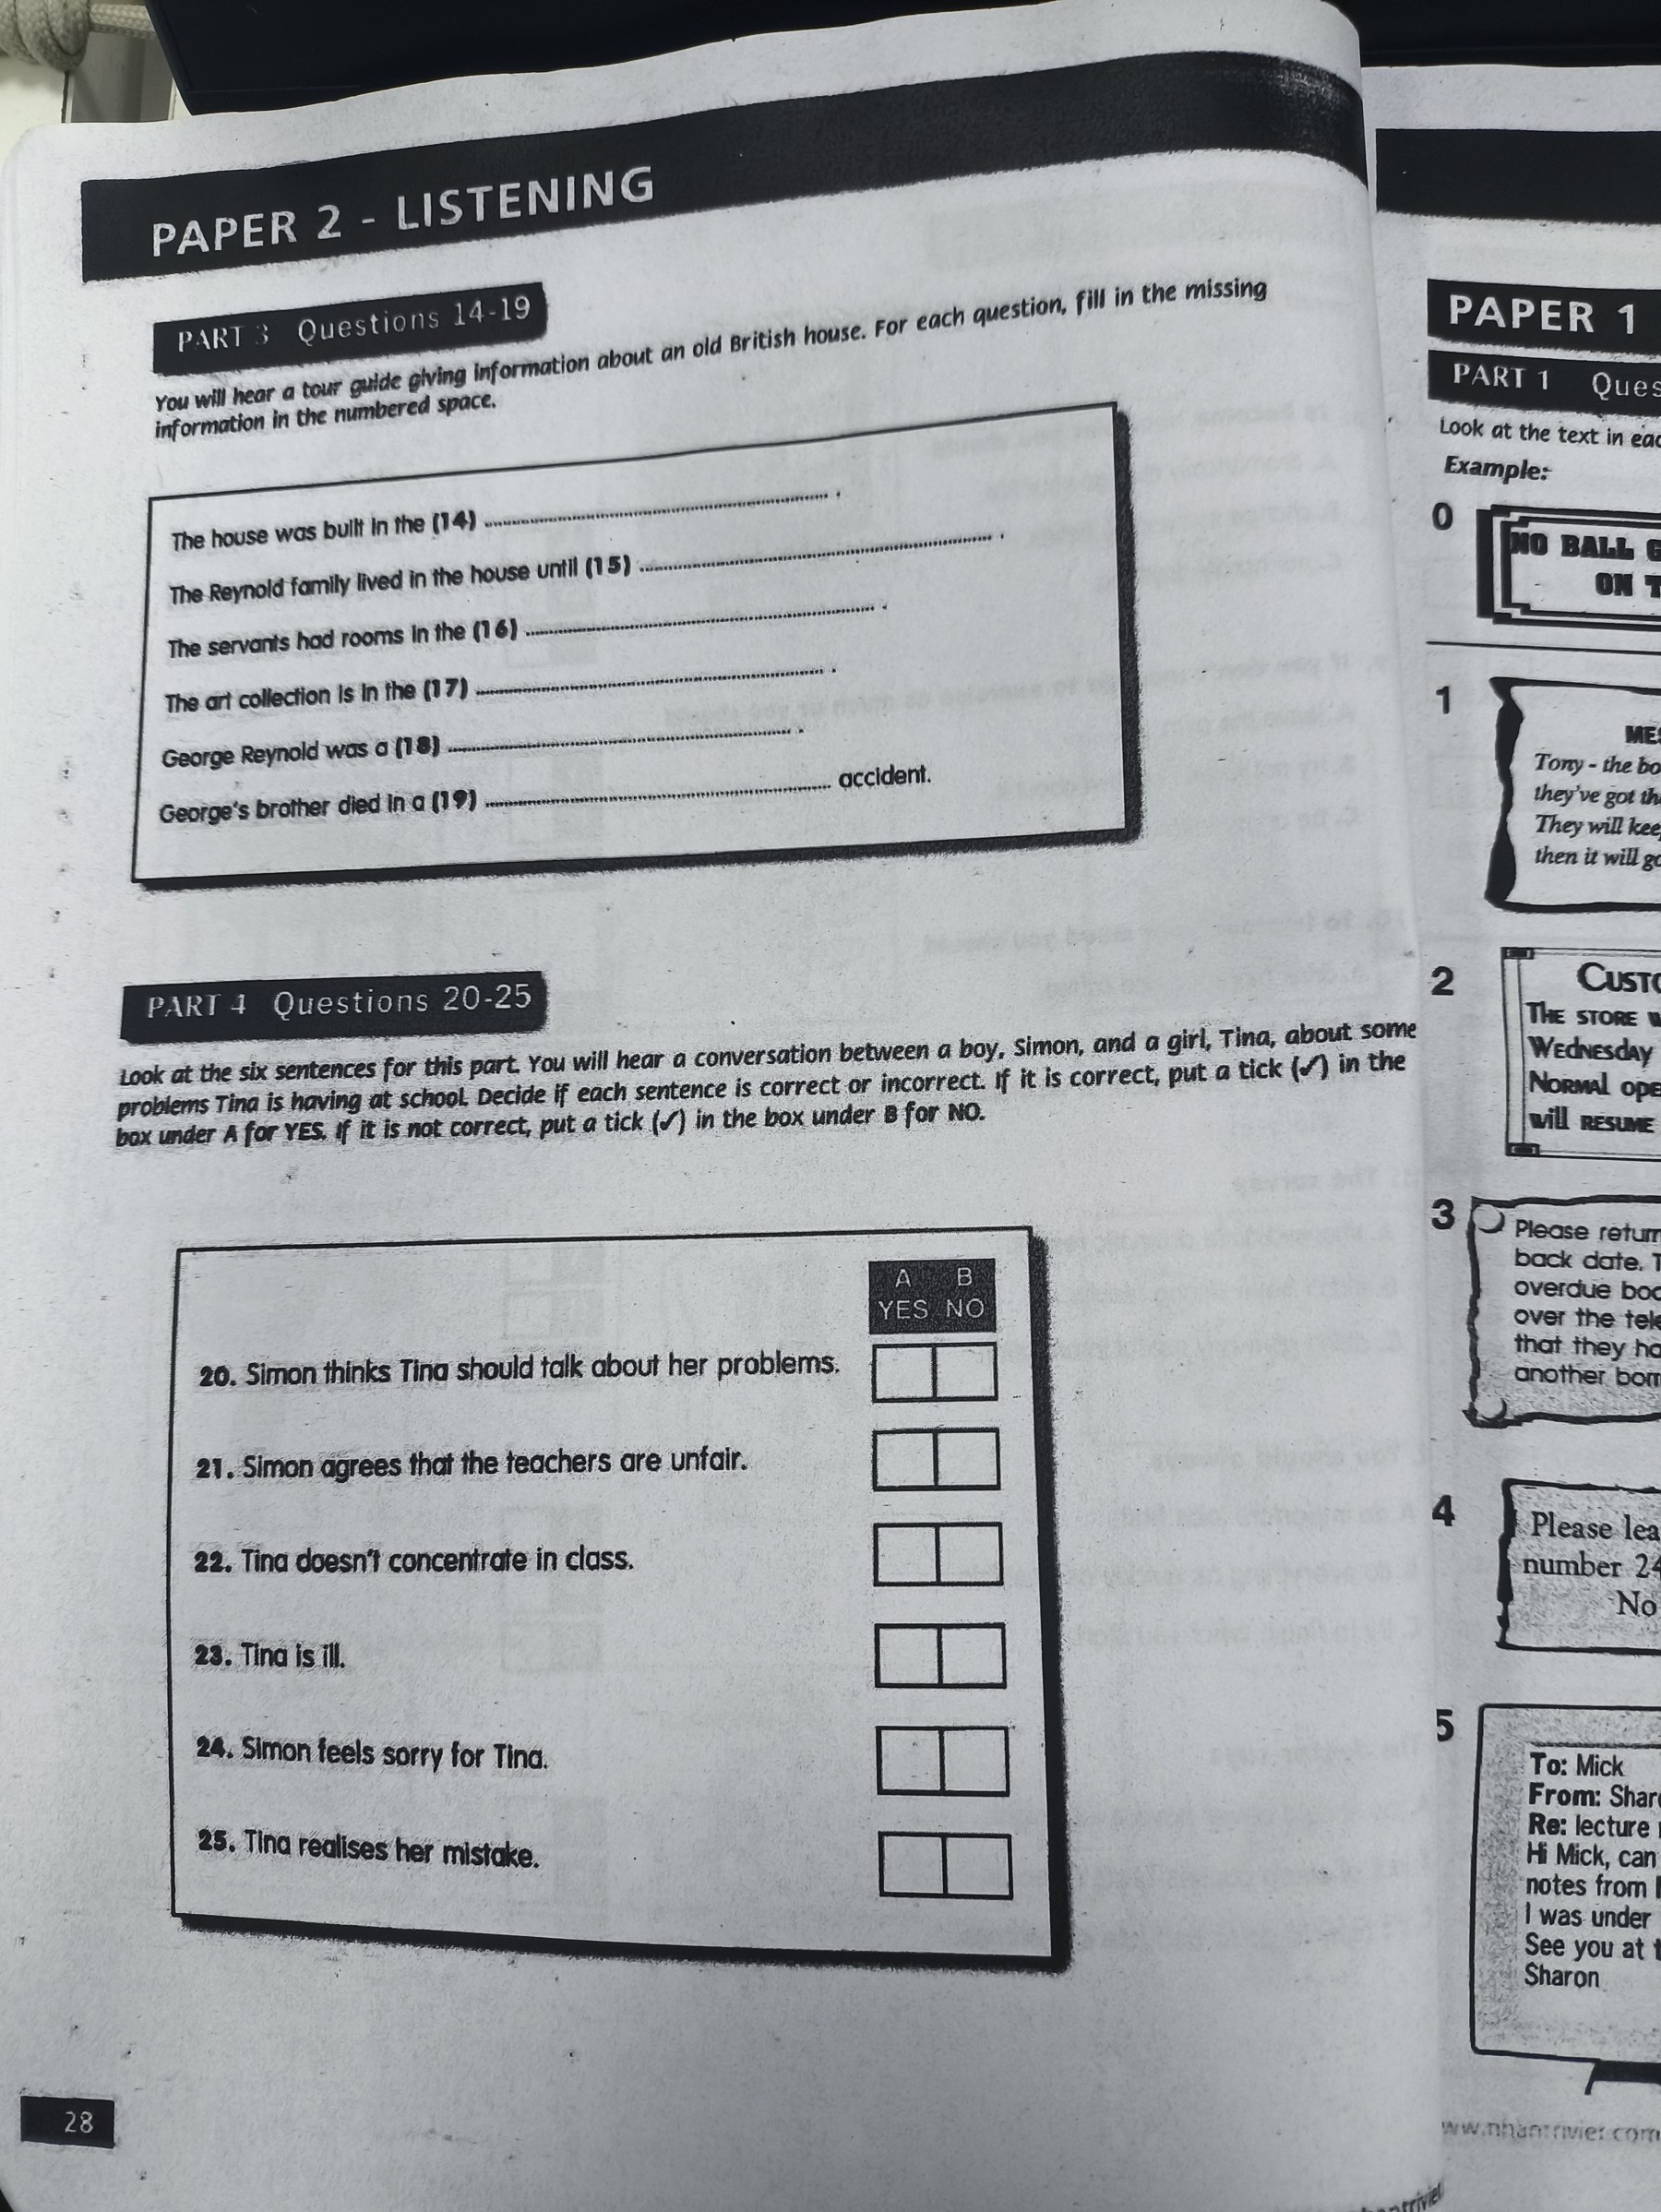 PAPER 2 - LISTENING
PART 3 Questions 14-19
You will hear a tour guide giving information about an old British house. For each question, fill in the missing
information in the numbered space.
The house was built in the (14) .
The Reynold family lived in the house until (15) .
The servants had rooms in the (16) .
The art collection is in the (17) .
George Reynold was a (18) .
George's brother died in a (19) accident.
PART 4 Questions 20-25
Look at the six sentences for this part. You will hear a conversation between a boy, Simon, and a girl, Tina, about some
problems Tina is having at school. Decide if each sentence is correct or incorrect. If it is correct, put a tick (✓) in the
box under A for YES. If it is not correct, put a tick (✓) in the box under B for NO.
A B
YES NO
20. Simon thinks Tina should talk about her problems.
21. Simon agrees that the teachers are unfair.
22. Tina doesn't concentrate in class.
23. Tina is ill.
24. Simon feels sorry for Tina.
25. Tina realises her mistake.
28
PAPER 1
PART 1 Ques
Look at the text in eac
Example:
0
NO BALL G
ON T
1
MES
Tony - the bo
they've got th
They will kee
then it will go
2
CUSTO
THE STORE W
WEDNESDAY
NORMAL OPE
WILL RESUME
3
Please return
back date. T
overdue boo
over the tele
that they ha
another borr
4
Please lea
number 24
No
5
To: Mick
From: Sharo
Re: lecture
Hi Mick, can
notes from
I was under
See you at t
Sharon
www.nhantriviet.com